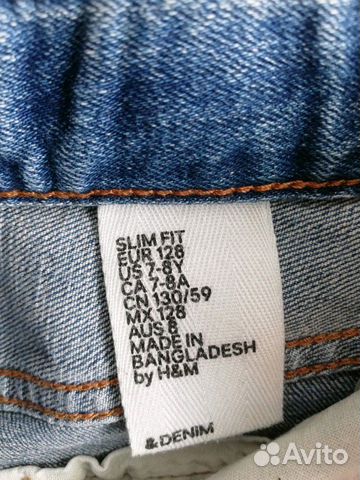 SLIM FIT
EUR 128
US 7-8Y
CA 7-8A
CN 130/59
MX 128
AUS 8
MADE IN
BANGLADESH
by H&M
& DENIM
Avito